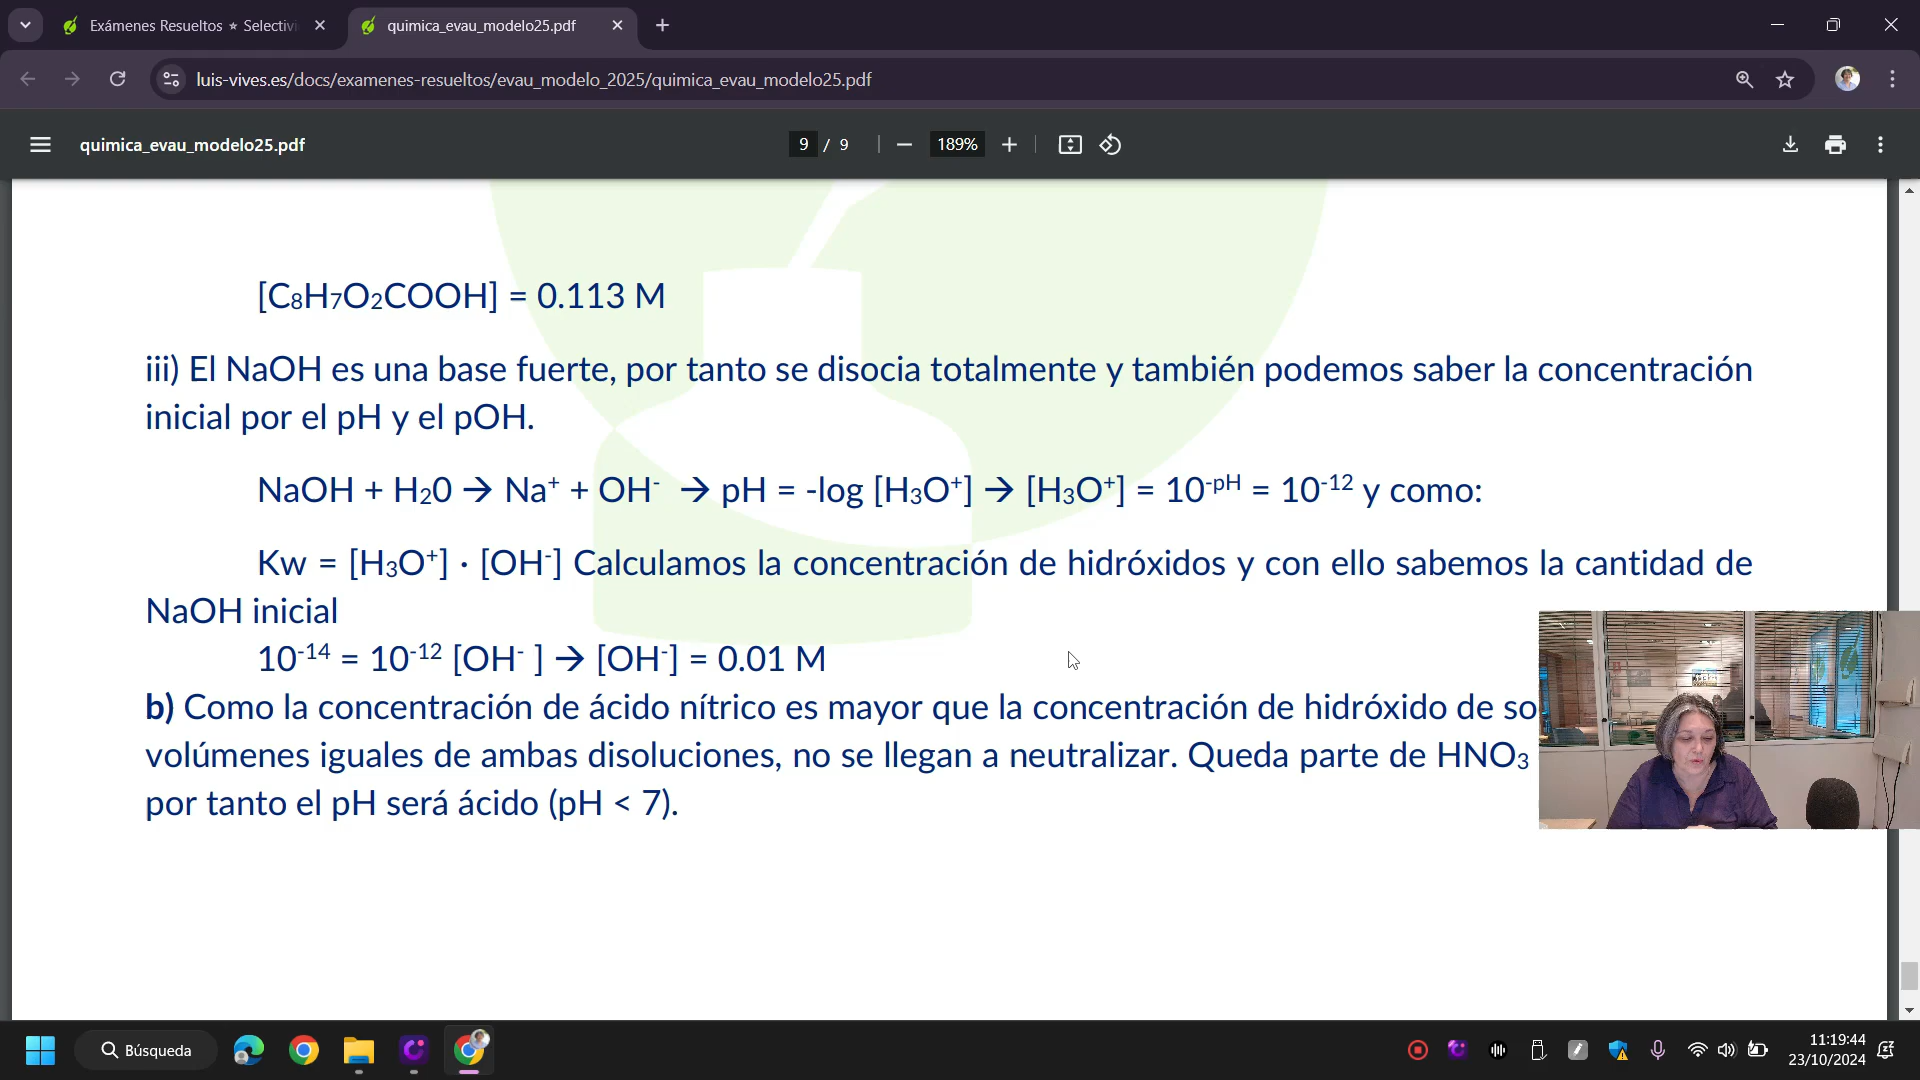 Exámenes Resueltos ★ Selectivi
quimica_evau_modelo25.pdf
luis-vives.es/docs/examenes-resueltos/evau_modelo_2025/quimica_evau_modelo25.pdf
quimica_evau_modelo25.pdf
9 / 9
189%
[C₈H₇O₂COOH] = 0.113 M
iii) El NaOH es una base fuerte, por tanto se disocia totalmente y también podemos saber la concentración
inicial por el pH y el pOH.
NaOH + H₂0 → Na⁺ + OH⁻ → pH = -log [H₃O⁺] → [H₃O⁺] = 10⁻ᵖᴴ = 10⁻¹² y como:
Kw = [H₃O⁺] · [OH⁻] Calculamos la concentración de hidróxidos y con ello sabemos la cantidad de
NaOH inicial
10⁻¹⁴ = 10⁻¹² [OH⁻ ] → [OH⁻] = 0.01 M
b) Como la concentración de ácido nítrico es mayor que la concentración de hidróxido de so
volúmenes iguales de ambas disoluciones, no se llegan a neutralizar. Queda parte de HNO₃
por tanto el pH será ácido (pH < 7).
Búsqueda
11:19:44
23/10/2024